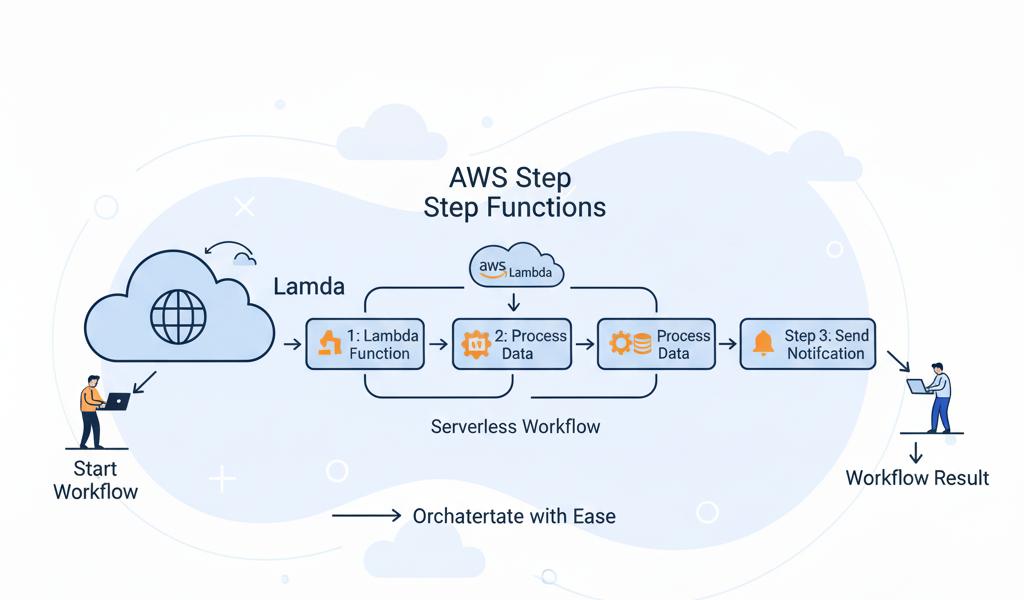 AWS Step
Step Functions
aws Lambda
Lamda
1: Lambda
Function
2: Process
Data
Process
Data
Step 3: Send
Notifcation
Serverless Workflow
Start
Workflow
Workflow Result
Orchatertate with Ease